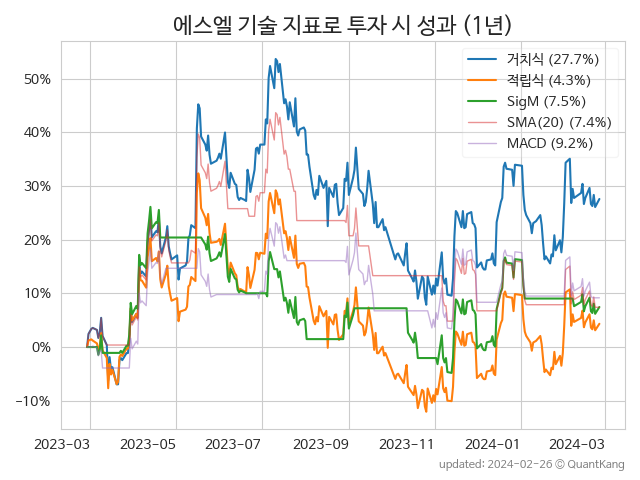 에스엘 기술 지표로 투자 시 성과 (1년)
거치식 (27.7%)
적립식 (4.3%)
SigM (7.5%)
SMA(20) (7.4%)
MACD (9.2%)
50%
40%
30%
20%
10%
0%
−10%
2023-03 2023-05 2023-07 2023-09 2023-11 2024-01 2024-03
updated: 2024-02-26 ⓒ QuantKang